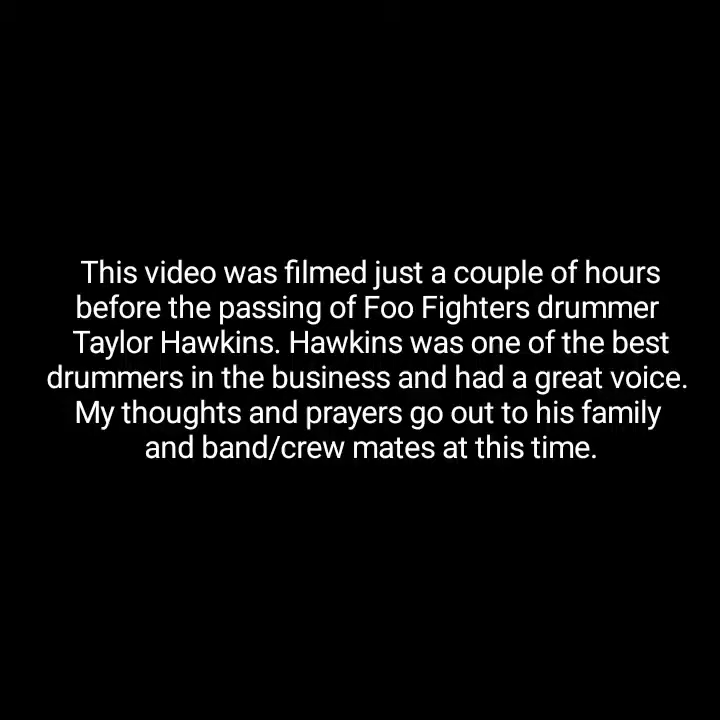 This video was filmed just a couple of hours
before the passing of Foo Fighters drummer
Taylor Hawkins. Hawkins was one of the best
drummers in the business and had a great voice.
My thoughts and prayers go out to his family
and band/crew mates at this time.